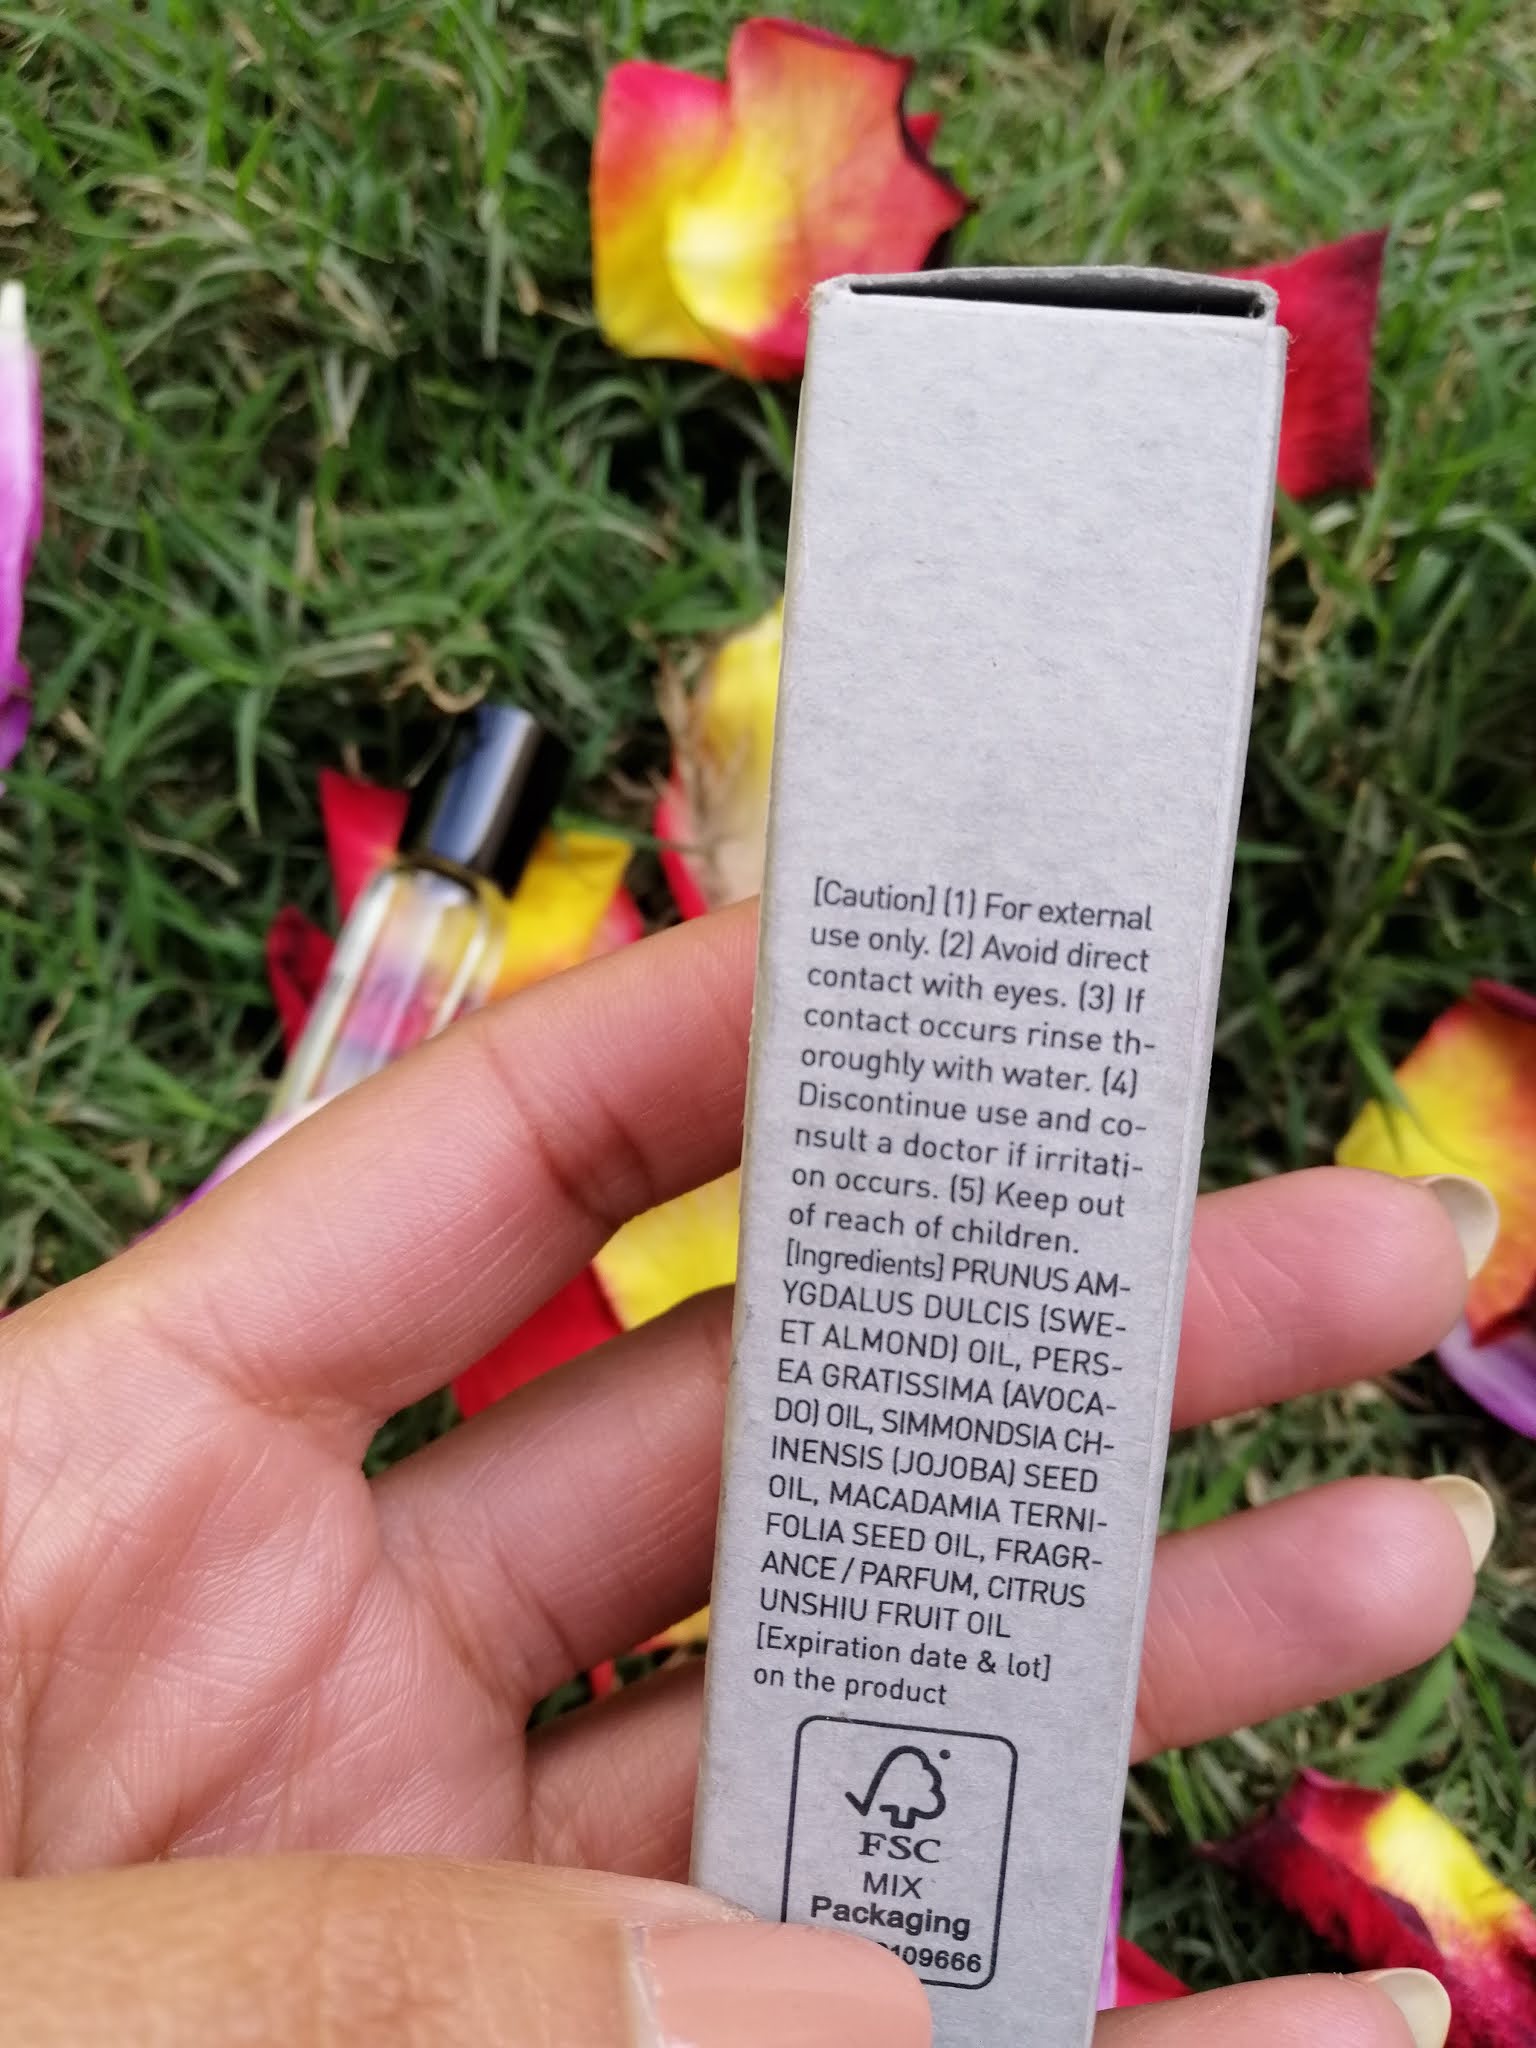 [Caution] (1) For external
use only. (2) Avoid direct
contact with eyes. (3) If
contact occurs rinse th-
oroughly with water. (4)
Discontinue use and co-
nsult a doctor if irritati-
on occurs. (5) Keep out
of reach of children.
[Ingredients] PRUNUS AM-
YGDALUS DULCIS (SWE-
ET ALMOND) OIL, PERS-
EA GRATISSIMA (AVOCA-
DO) OIL, SIMMONDSIA CH-
INENSIS (JOJOBA) SEED
OIL, MACADAMIA TERNI-
FOLIA SEED OIL, FRAGR-
ANCE / PARFUM, CITRUS
UNSHIU FRUIT OIL
[Expiration date & lot]
on the product
FSC
MIX
Packaging
109666